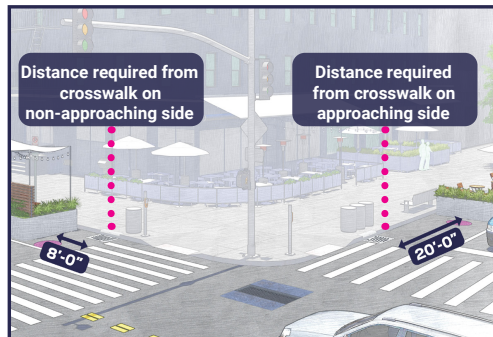 Distance required from
crosswalk on
non-approaching side
Distance required
from crosswalk on
approaching side
8'-0"
20'-0"